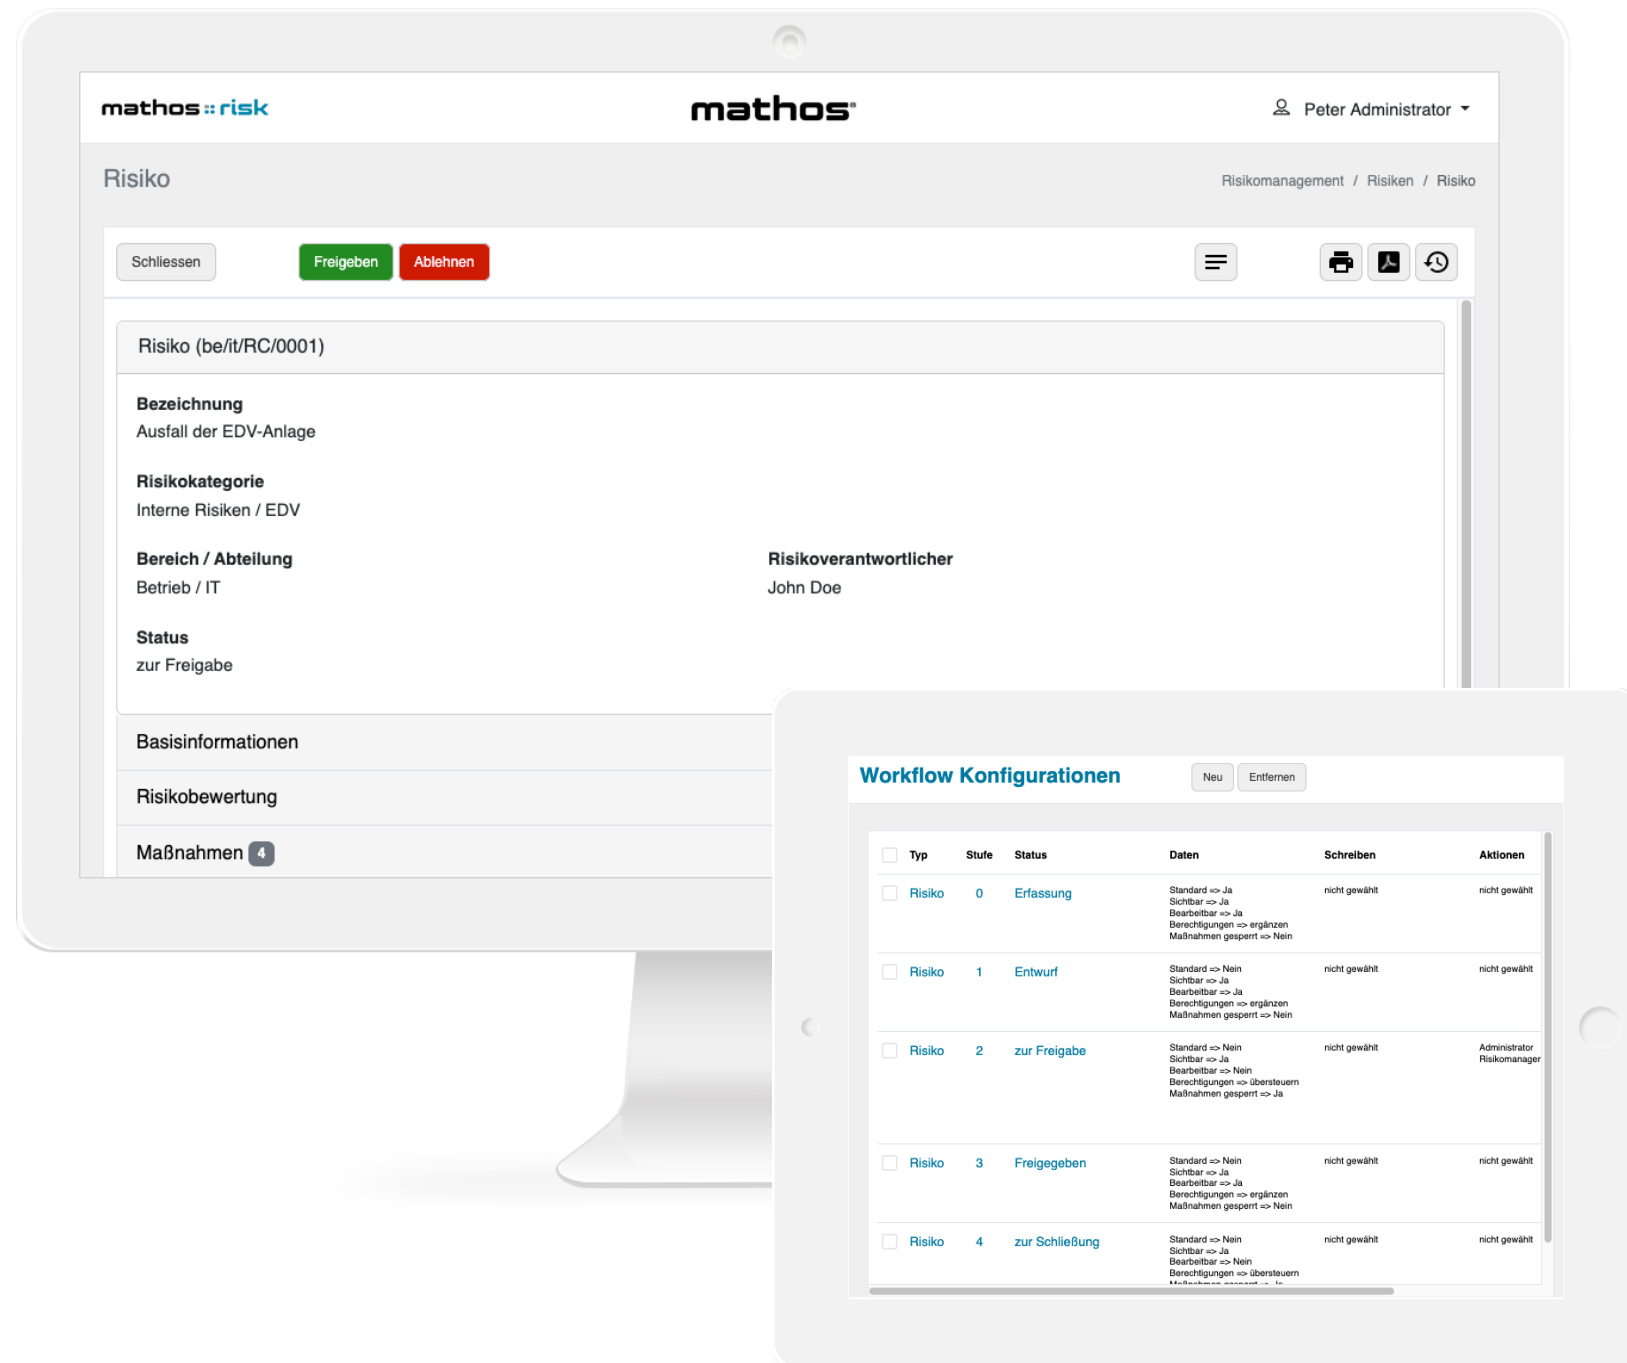 mathos::risk
mathos®
Peter Administrator
Risiko
Risikomanagement / Risiken / Risiko
Schliessen
Freigeben
Ablehnen
Risiko (be/it/RC/0001)
Bezeichnung
Ausfall der EDV-Anlage
Risikokategorie
Interne Risiken / EDV
Bereich / Abteilung
Risikoverantwortlicher
Betrieb / IT
John Doe
Status
zur Freigabe
Basisinformationen
Risikobewertung
Maßnahmen 4
Workflow Konfigurationen
Neu
Entfernen
Typ Stufe Status Daten Schreiben Aktionen
Risiko 0 Erfassung Standard => Ja nicht gewählt nicht gewählt
Sichtbar => Ja
Bearbeitbar => Ja
Berechtigungen => ergänzen
Maßnahmen gesperrt => Nein
Risiko 1 Entwurf Standard => Nein nicht gewählt nicht gewählt
Sichtbar => Ja
Bearbeitbar => Ja
Berechtigungen => ergänzen
Maßnahmen gesperrt => Nein
Risiko 2 zur Freigabe Standard => Nein nicht gewählt Administrator
Sichtbar => Ja Risikomanager
Bearbeitbar => Nein
Berechtigungen => übersteuern
Maßnahmen gesperrt => Ja
Risiko 3 Freigegeben Standard => Nein nicht gewählt nicht gewählt
Sichtbar => Ja
Bearbeitbar => Ja
Berechtigungen => ergänzen
Maßnahmen gesperrt => Nein
Risiko 4 zur Schließung Standard => Nein nicht gewählt nicht gewählt
Sichtbar => Ja
Bearbeitbar => Nein
Berechtigungen => übersteuern
Maßnahmen gesperrt => Ja